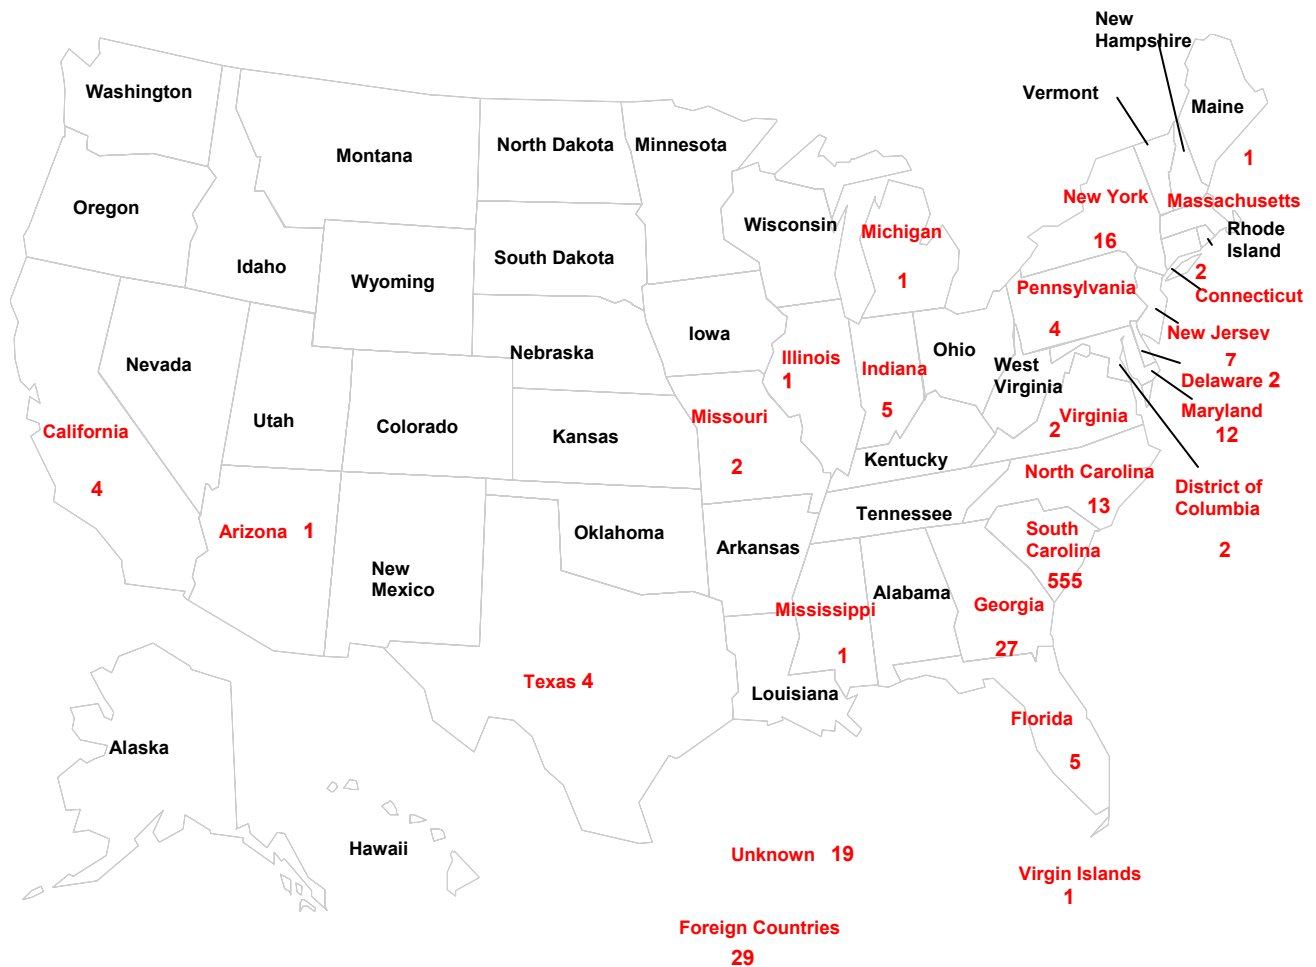 New
Hampshire
Washington
Vermont
Maine
Montana
North Dakota
Minnesota
1
Oregon
New York
Massachusetts
Wisconsin
Michigan
16
Rhode
Island
Idaho
South Dakota
Wyoming
1
2
Pennsylvania
Connecticut
4
New Jersev
Iowa
Nebraska
Nevada
Illinois
1
Indiana
Ohio
West
Virginia
7
Delaware 2
5
Missouri
Virginia
2
Maryland
12
Utah
Colorado
Kansas
California
4
2
Kentucky
North Carolina
13
District of
Columbia
2
Arizona 1
Oklahoma
Tennessee
Arkansas
South
Carolina
555
New
Mexico
Mississippi
1
Alabama
Georgia
27
Texas 4
Louisiana
Florida
5
Alaska
Hawaii
Unknown 19
Virgin Islands
1
Foreign Countries
29